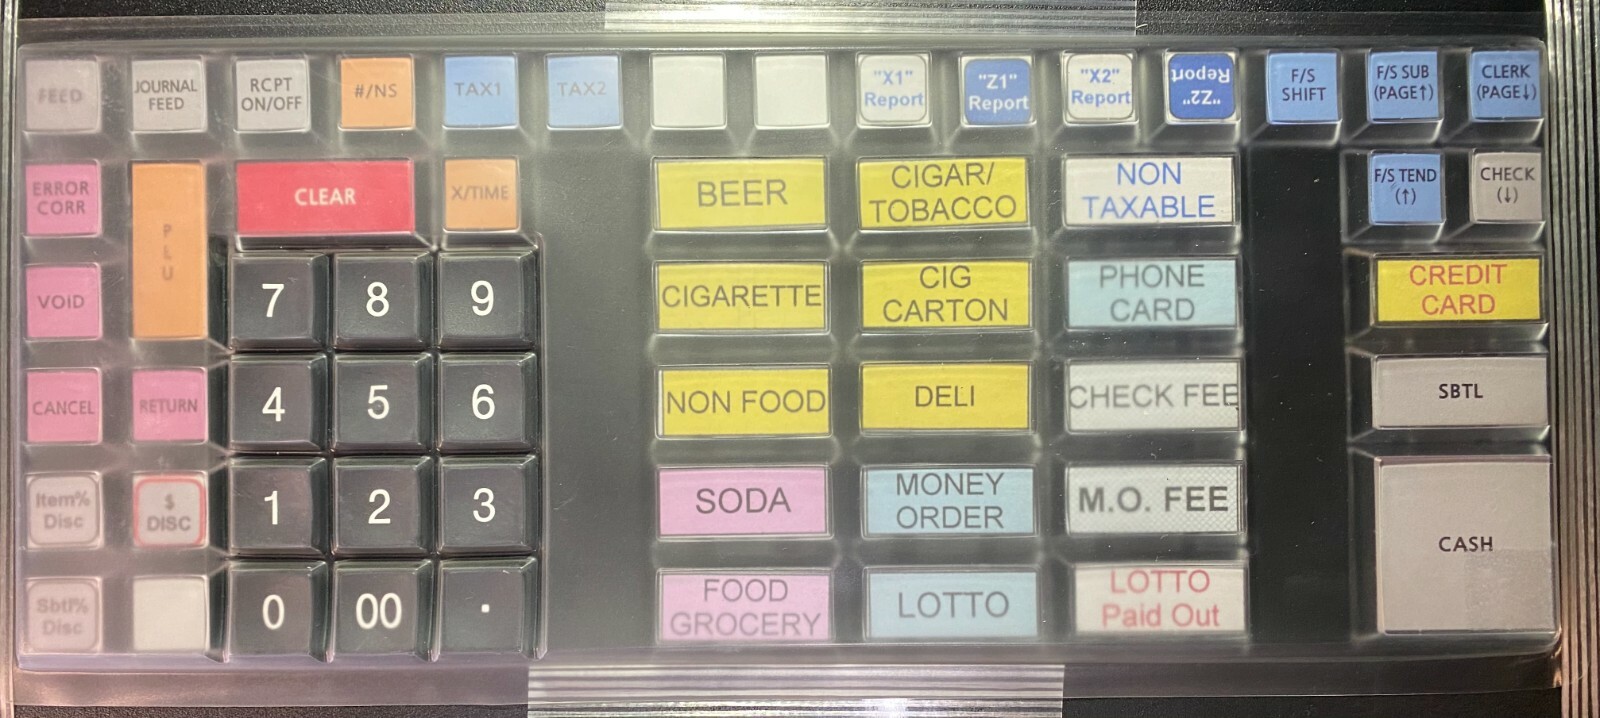 FEED
JOURNAL
FEED
RCPT
ON/OFF
#/NS
TAX1
TAX2
"X1"
Report
"Z1"
Report
"X2"
Report
"Z2"
Report
F/S
SHIFT
F/S SUB
(PAGE↑)
CLERK
(PAGE↓)
ERROR
CORR
P
L
U
CLEAR
X/TIME
BEER
CIGAR/
TOBACCO
NON
TAXABLE
F/S TEND
(↑)
CHECK
(↓)
VOID
7
8
9
CIGARETTE
CIG
CARTON
PHONE
CARD
CREDIT
CARD
CANCEL
RETURN
4
5
6
NON FOOD
DELI
CHECK FEE
SBTL
Item%
Disc
$
DISC
1
2
3
SODA
MONEY
ORDER
M.O. FEE
CASH
Sbtl%
Disc
0
00
.
FOOD
GROCERY
LOTTO
LOTTO
Paid Out